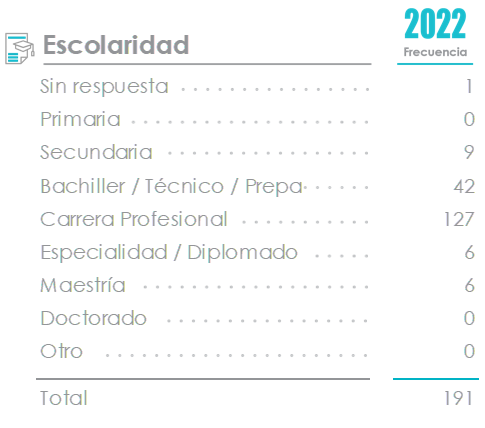 2022
Escolaridad Frecuencia
Sin respuesta 1
Primaria 0
Secundaria 9
Bachiller / Técnico / Prepa 42
Carrera Profesional 127
Especialidad / Diplomado 6
Maestría 6
Doctorado 0
Otro 0
Total 191